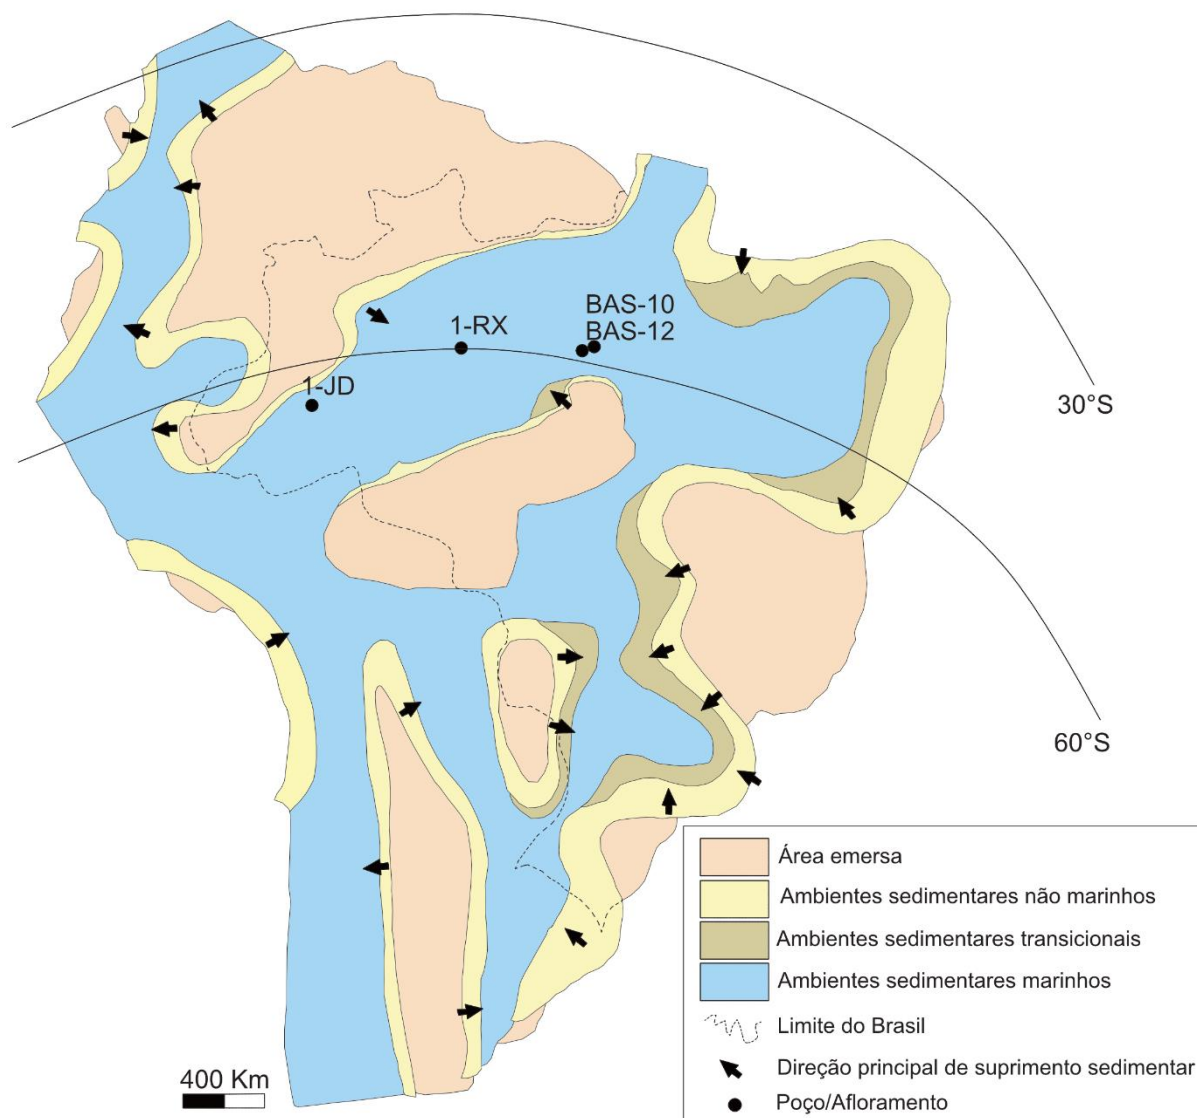 BAS-10
BAS-12
1-RX
1-JD
30°S
60°S
Área emersa
Ambientes sedimentares não marinhos
Ambientes sedimentares transicionais
Ambientes sedimentares marinhos
Limite do Brasil
Direção principal de suprimento sedimentar
Poço/Afloramento
400 Km